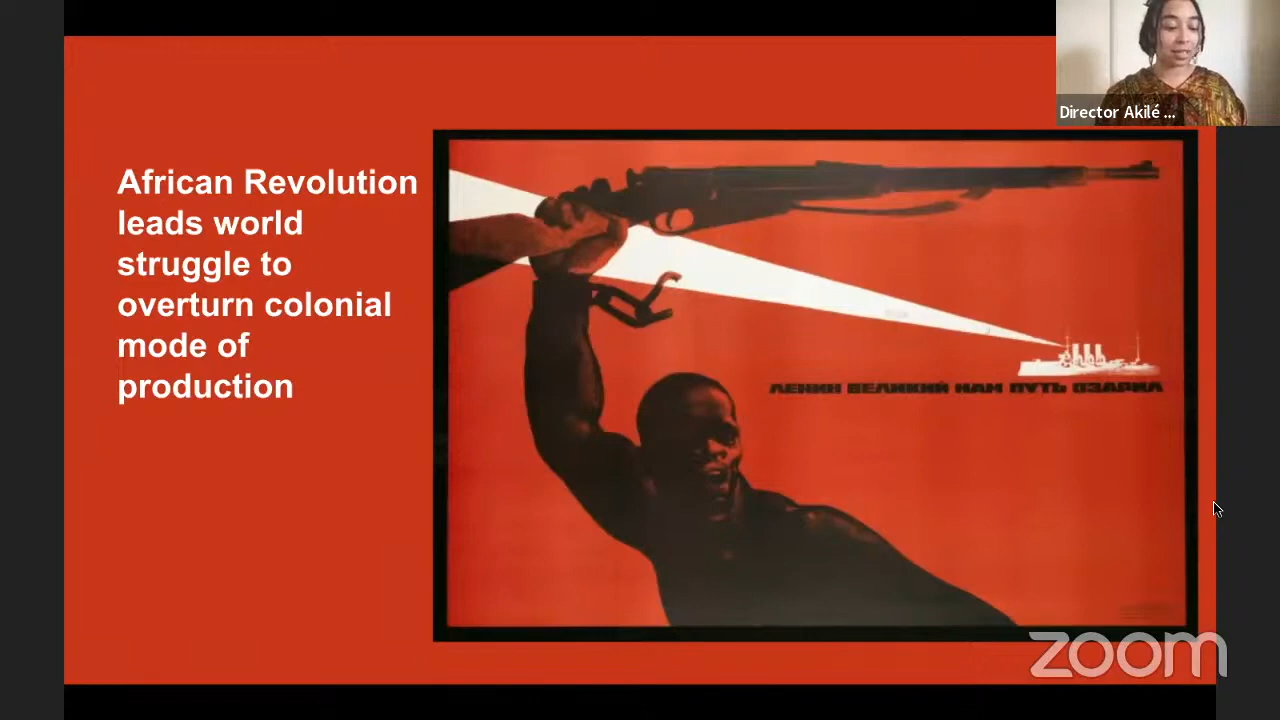 Director Akilé ...
African Revolution
leads world
struggle to
overturn colonial
mode of
production
ЛЕНИН ВЕЛИКИЙ НАМ ПУТЬ ОЗАРИЛ
zoom